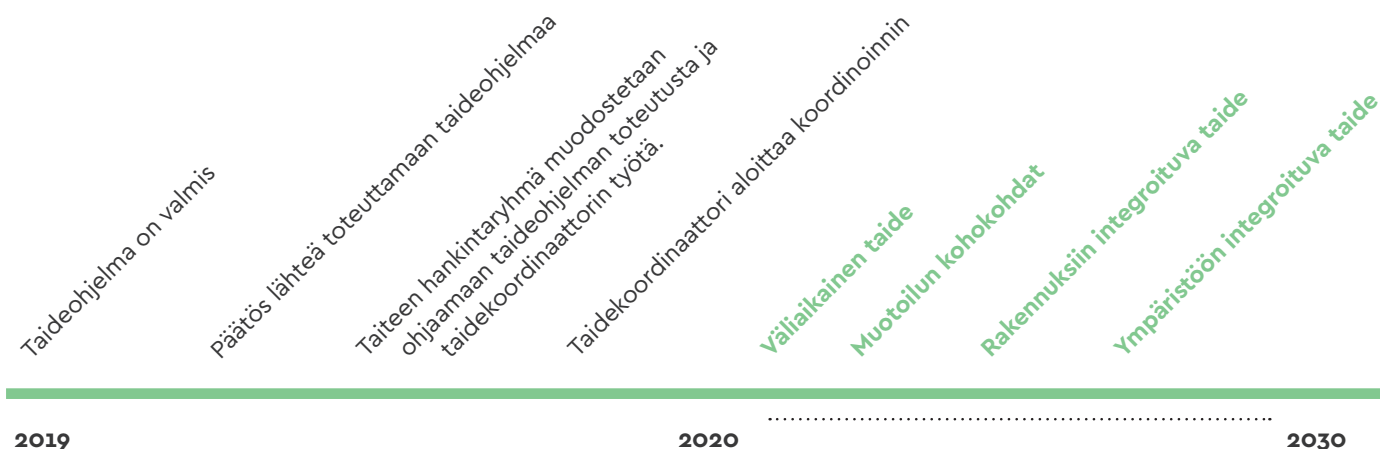 Taideohjelma on valmis
Päätös lähteä toteuttamaan taideohjelmaa
Taiteen hankintaryhmä muodostetaan
ohjaamaan taideohjelman toteutusta ja
taidekoordinaattorin työtä.
Taidekoordinaattori aloittaa koordinoinnin
Väliaikainen taide
Muotoilun kohokohdat
Rakennuksiin integroituva taide
Ympäristöön integroituva taide
2019
2020
2030